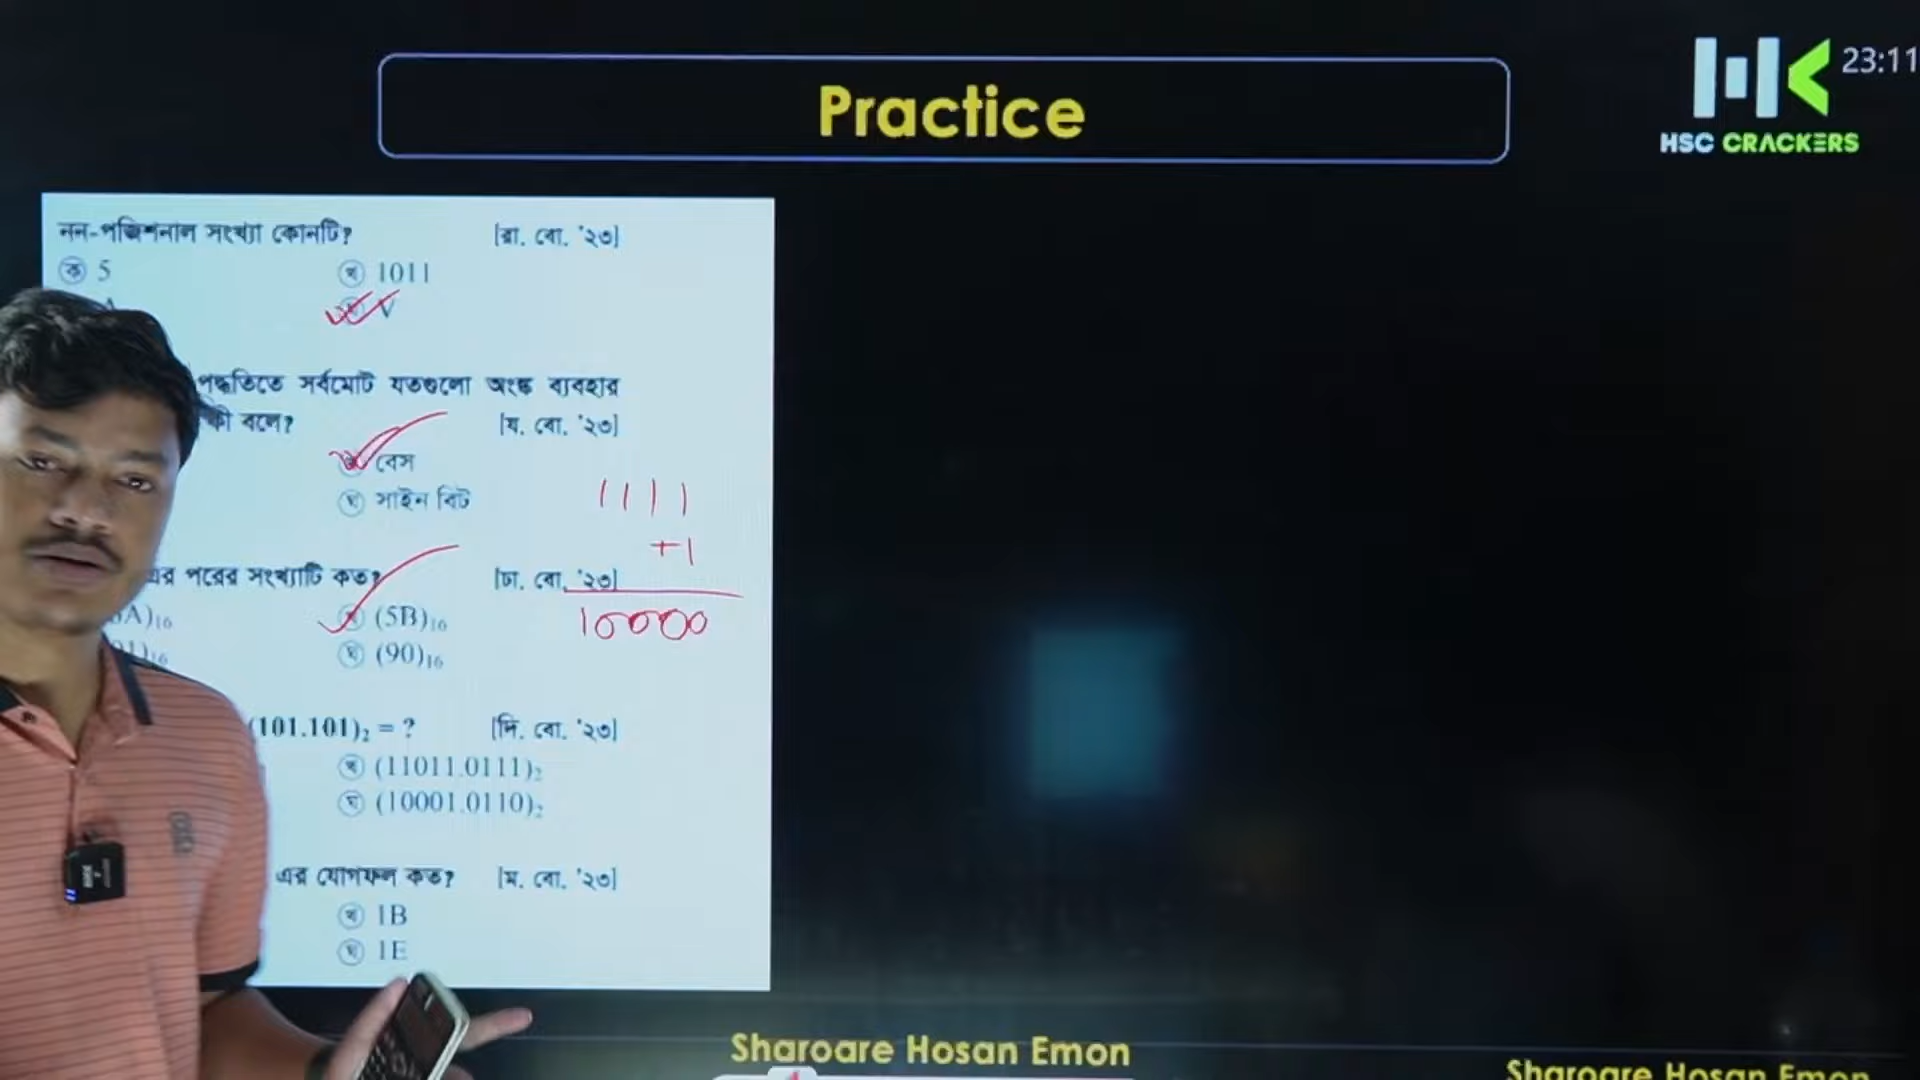 Practice
23:11
HSC CRACKERS
নন-পজিশনাল সংখ্যা কোনটি? [রা. বো. '২৩]
ক 5 খ 1011
V
পদ্ধতিতে সর্বমোট যতগুলো অংক ব্যবহার
কী বলে? [য. বো. '২৩]
বেস
ঘ সাইন বিট
1111
+1
এর পরের সংখ্যাটি কত? [ঢা. বো. '২৩]
A)16 (5B)16
10000
ঘ (90)16
(101.101)2 = ? [দি. বো. '২৩]
খ (11011.0111)2
ঘ (10001.0110)2
এর যোগফল কত? [ম. বো. '২৩]
খ 1B
ঘ 1E
Sharoare Hosan Emon
Sharoare Hosan Emon